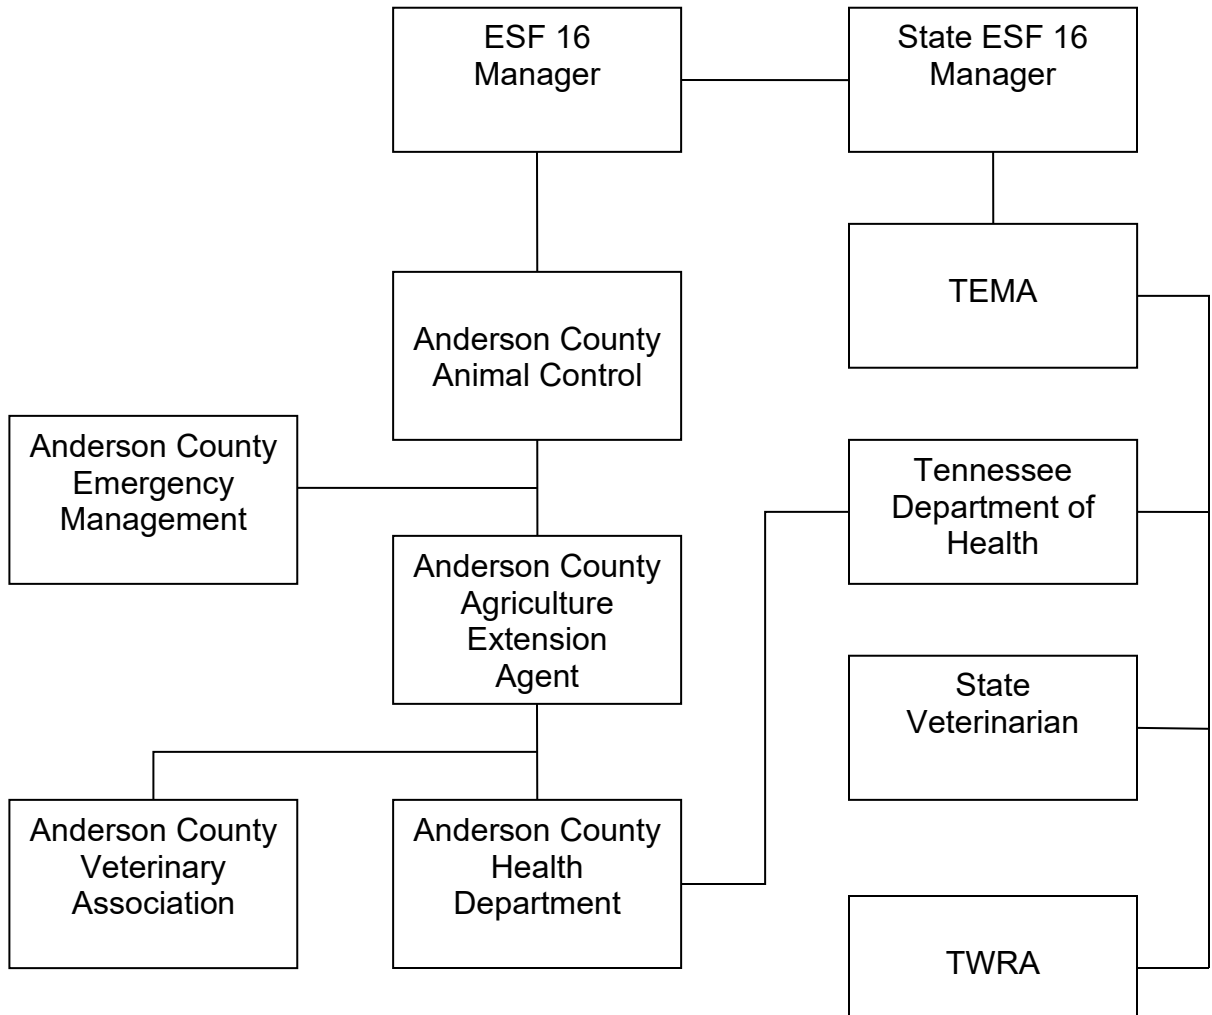 ESF 16
Manager
State ESF 16
Manager
TEMA
Anderson County
Animal Control
Anderson County
Emergency
Management
Tennessee
Department of
Health
Anderson County
Agriculture
Extension
Agent
State
Veterinarian
Anderson County
Veterinary
Association
Anderson County
Health
Department
TWRA